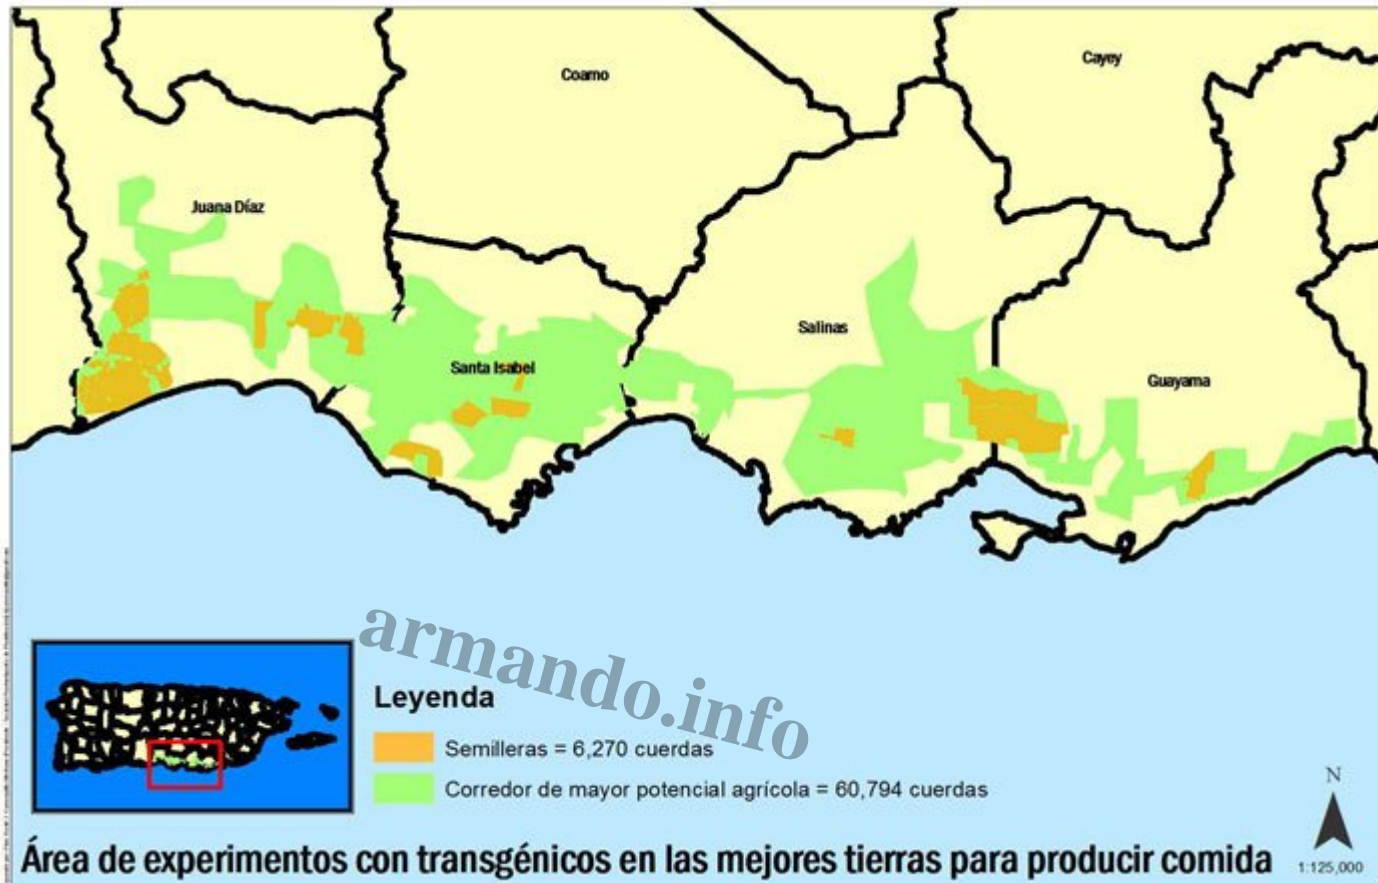 Coamo
Cayey
Juana Díaz
Salinas
Santa Isabel
Guayama
armando.info
Leyenda
Semilleras = 6,270 cuerdas
Corredor de mayor potencial agrícola = 60,794 cuerdas
N
1:125,000
Área de experimentos con transgénicos en las mejores tierras para producir comida